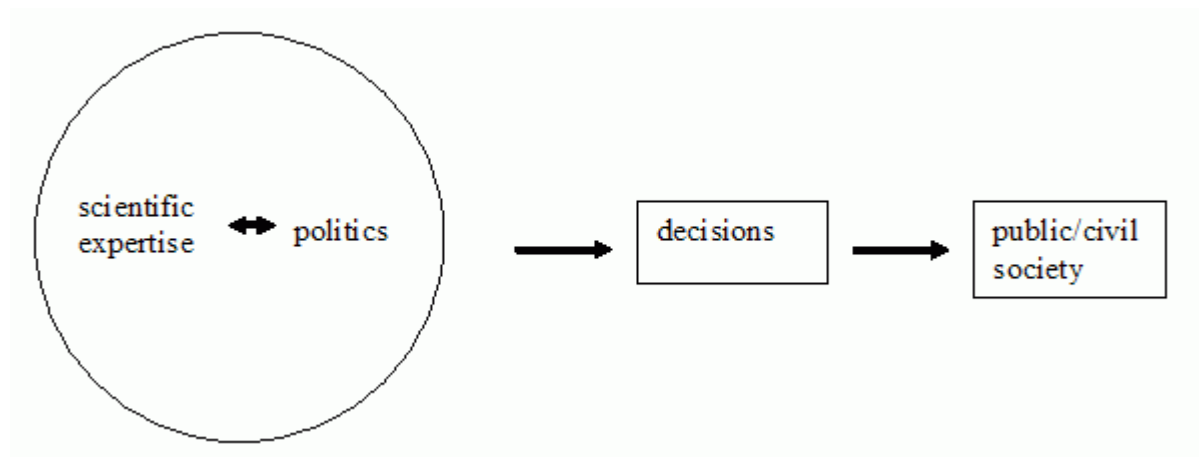 scientific
expertise
politics
decisions
public/civil
society